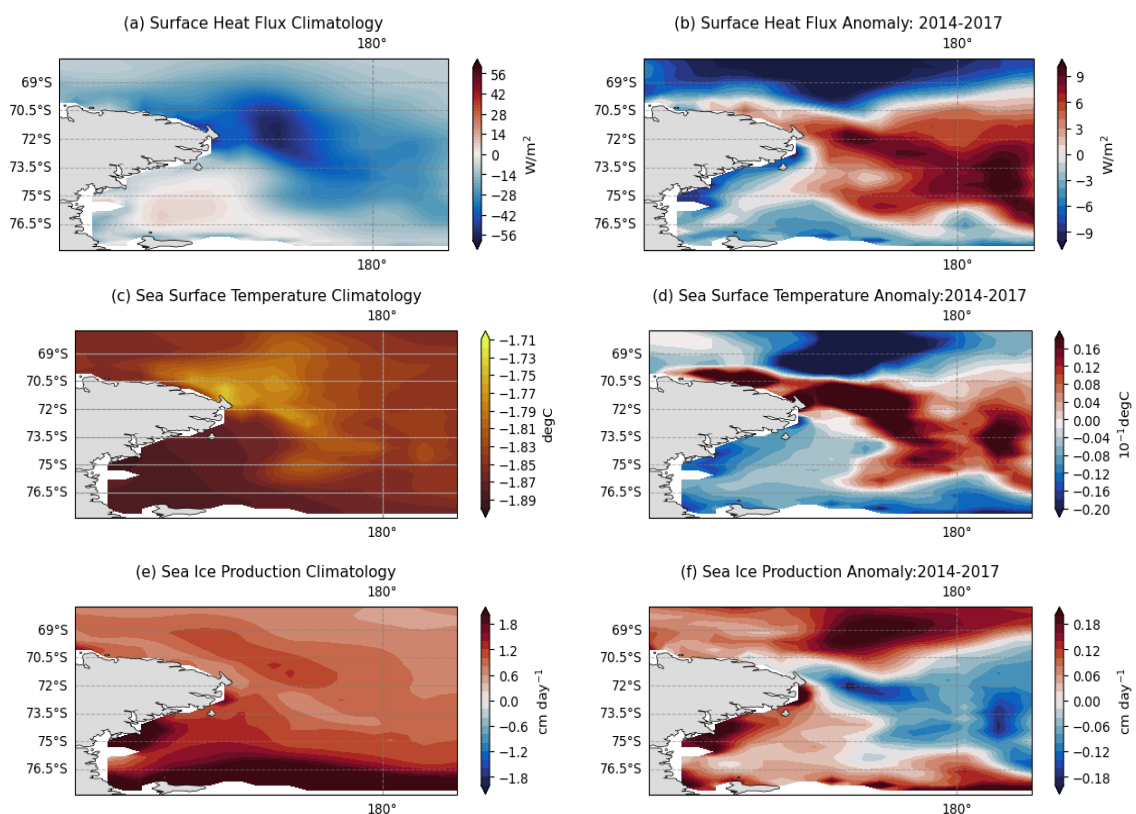 (a) Surface Heat Flux Climatology
180°
69°S
70.5°S
72°S
73.5°S
75°S
76.5°S
180°
56
42
28
14
0
−14
−28
−42
−56
W/m²
(b) Surface Heat Flux Anomaly: 2014-2017
180°
69°S
70.5°S
72°S
73.5°S
75°S
76.5°S
180°
9
6
3
0
−3
−6
−9
W/m²
(c) Sea Surface Temperature Climatology
69°S
70.5°S
72°S
73.5°S
75°S
76.5°S
180°
−1.71
−1.73
−1.75
−1.77
−1.79
−1.81
−1.83
−1.85
−1.87
−1.89
degC
(d) Sea Surface Temperature Anomaly:2014-2017
69°S
70.5°S
72°S
73.5°S
75°S
76.5°S
180°
0.16
0.12
0.08
0.04
0.00
−0.04
−0.08
−0.12
−0.16
−0.20
10⁻¹degC
(e) Sea Ice Production Climatology
180°
69°S
70.5°S
72°S
73.5°S
75°S
76.5°S
180°
1.8
1.2
0.6
0.0
−0.6
−1.2
−1.8
cm day⁻¹
(f) Sea Ice Production Anomaly:2014-2017
180°
69°S
70.5°S
72°S
73.5°S
75°S
76.5°S
180°
0.18
0.12
0.06
0.00
−0.06
−0.12
−0.18
cm day⁻¹